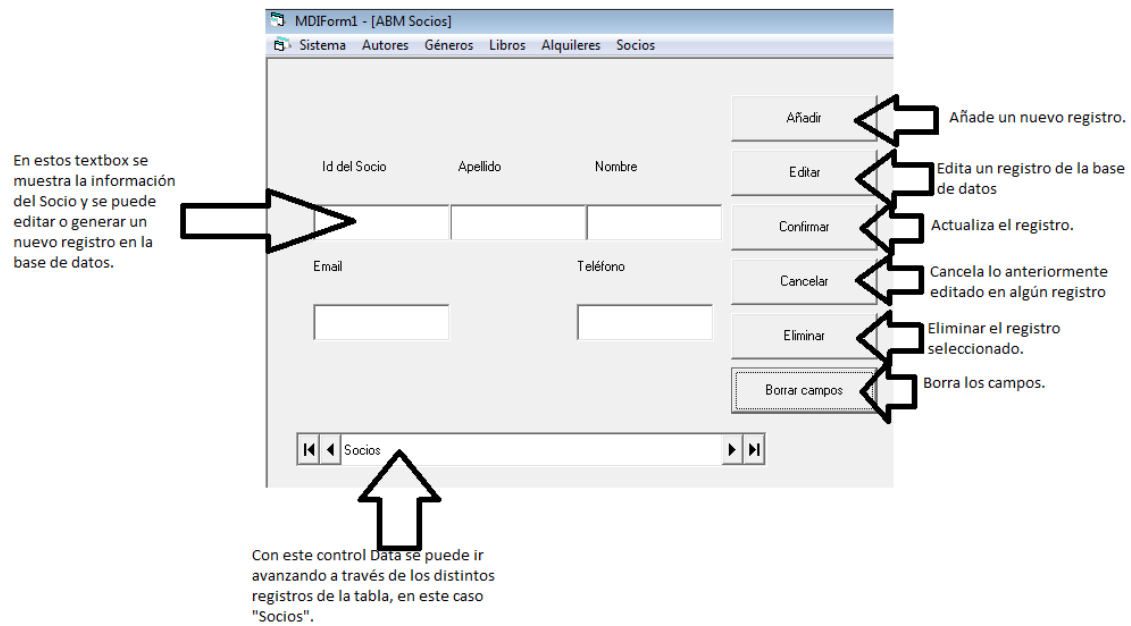 MDIForm1 - [ABM Socios]
Sistema Autores Géneros Libros Alquileres Socios
Añadir
Añade un nuevo registro.
En estos textbox se
muestra la información
del Socio y se puede
editar o generar un
nuevo registro en la
base de datos.
Id del Socio Apellido Nombre
Editar
Edita un registro de la base
de datos
Confirmar
Actualiza el registro.
Email Teléfono
Cancelar
Cancela lo anteriormente
editado en algún registro
Eliminar
Eliminar el registro
seleccionado.
Borrar campos
Borra los campos.
Socios
Con este control Data se puede ir
avanzando a través de los distintos
registros de la tabla, en este caso
"Socios".